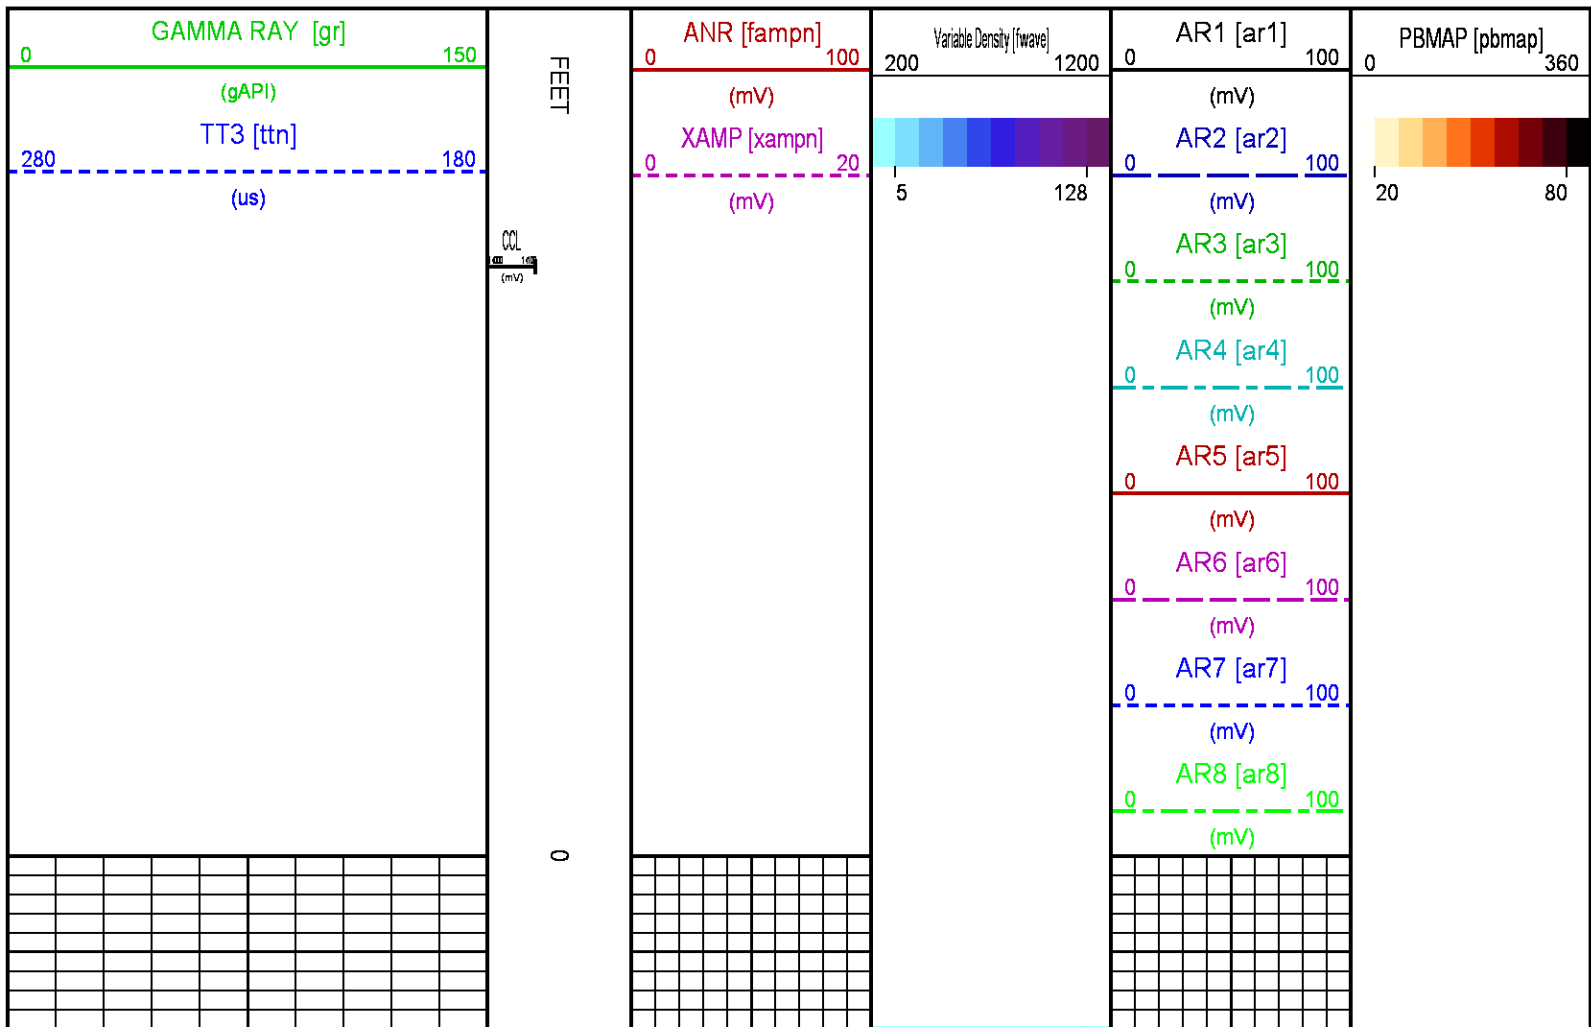 GAMMA RAY [gr]
0 150
(gAPI)
TT3 [ttn]
280 180
(us)
FEET
CCL
(mV)
0
ANR [fampn]
0 100
(mV)
XAMP [xampn]
0 20
(mV)
Variable Density [fwave]
200 1200
5 128
AR1 [ar1]
0 100
(mV)
AR2 [ar2]
0 100
(mV)
AR3 [ar3]
0 100
(mV)
AR4 [ar4]
0 100
(mV)
AR5 [ar5]
0 100
(mV)
AR6 [ar6]
0 100
(mV)
AR7 [ar7]
0 100
(mV)
AR8 [ar8]
0 100
(mV)
PBMAP [pbmap]
0 360
20 80